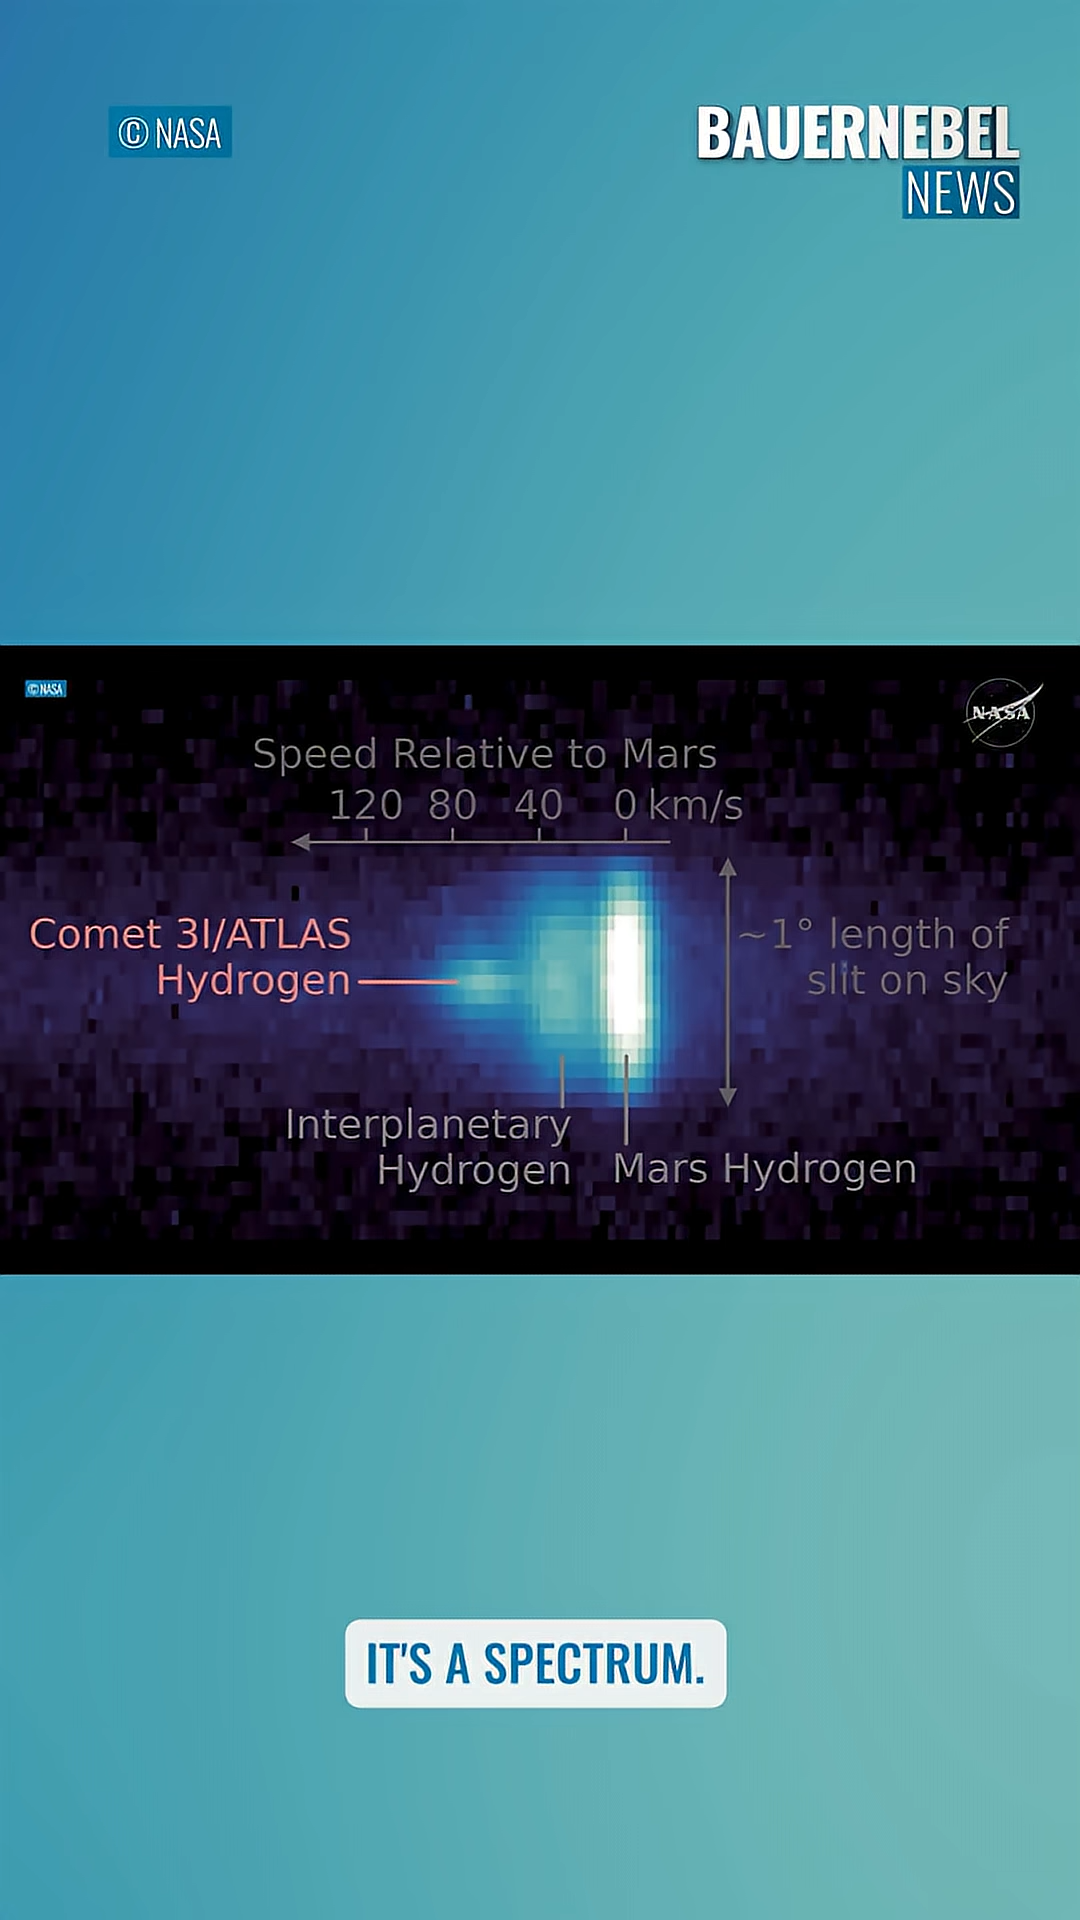 © NASA
BAUERNEBEL
NEWS
© NASA
NASA
Speed Relative to Mars
120 80 40 0 km/s
Comet 3I/ATLAS
Hydrogen
~1° length of
slit on sky
Interplanetary
Hydrogen
Mars Hydrogen
IT'S A SPECTRUM.